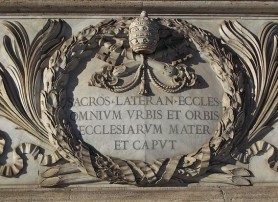 SACROS · LATERAN · ECCLES
OMNIVM VRBIS ET ORBIS
ECCLESIARVM MATER
ET CAPVT